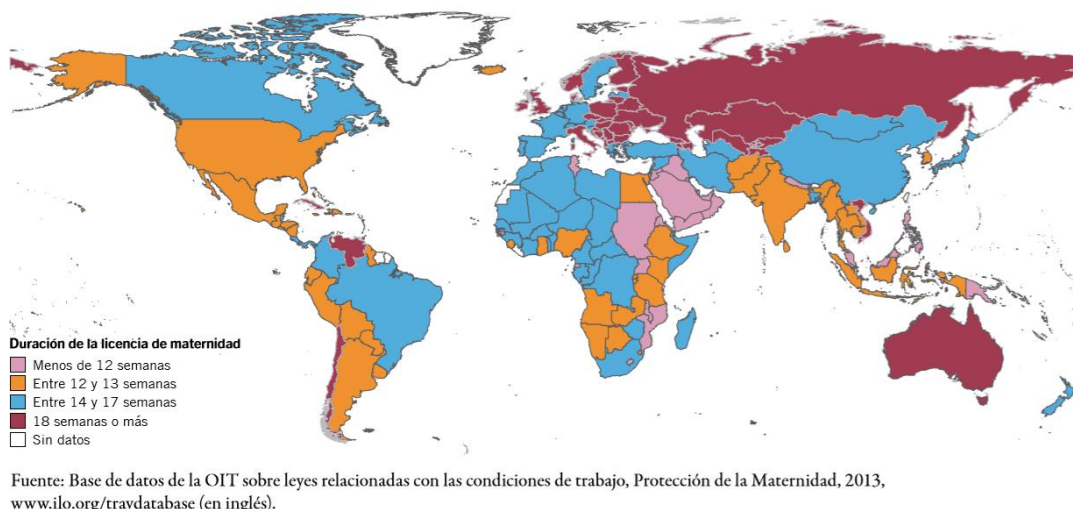 Duración de la licencia de maternidad
Menos de 12 semanas
Entre 12 y 13 semanas
Entre 14 y 17 semanas
18 semanas o más
Sin datos
Fuente: Base de datos de la OIT sobre leyes relacionadas con las condiciones de trabajo, Protección de la Maternidad, 2013,
www.ilo.org/travdatabase (en inglés).